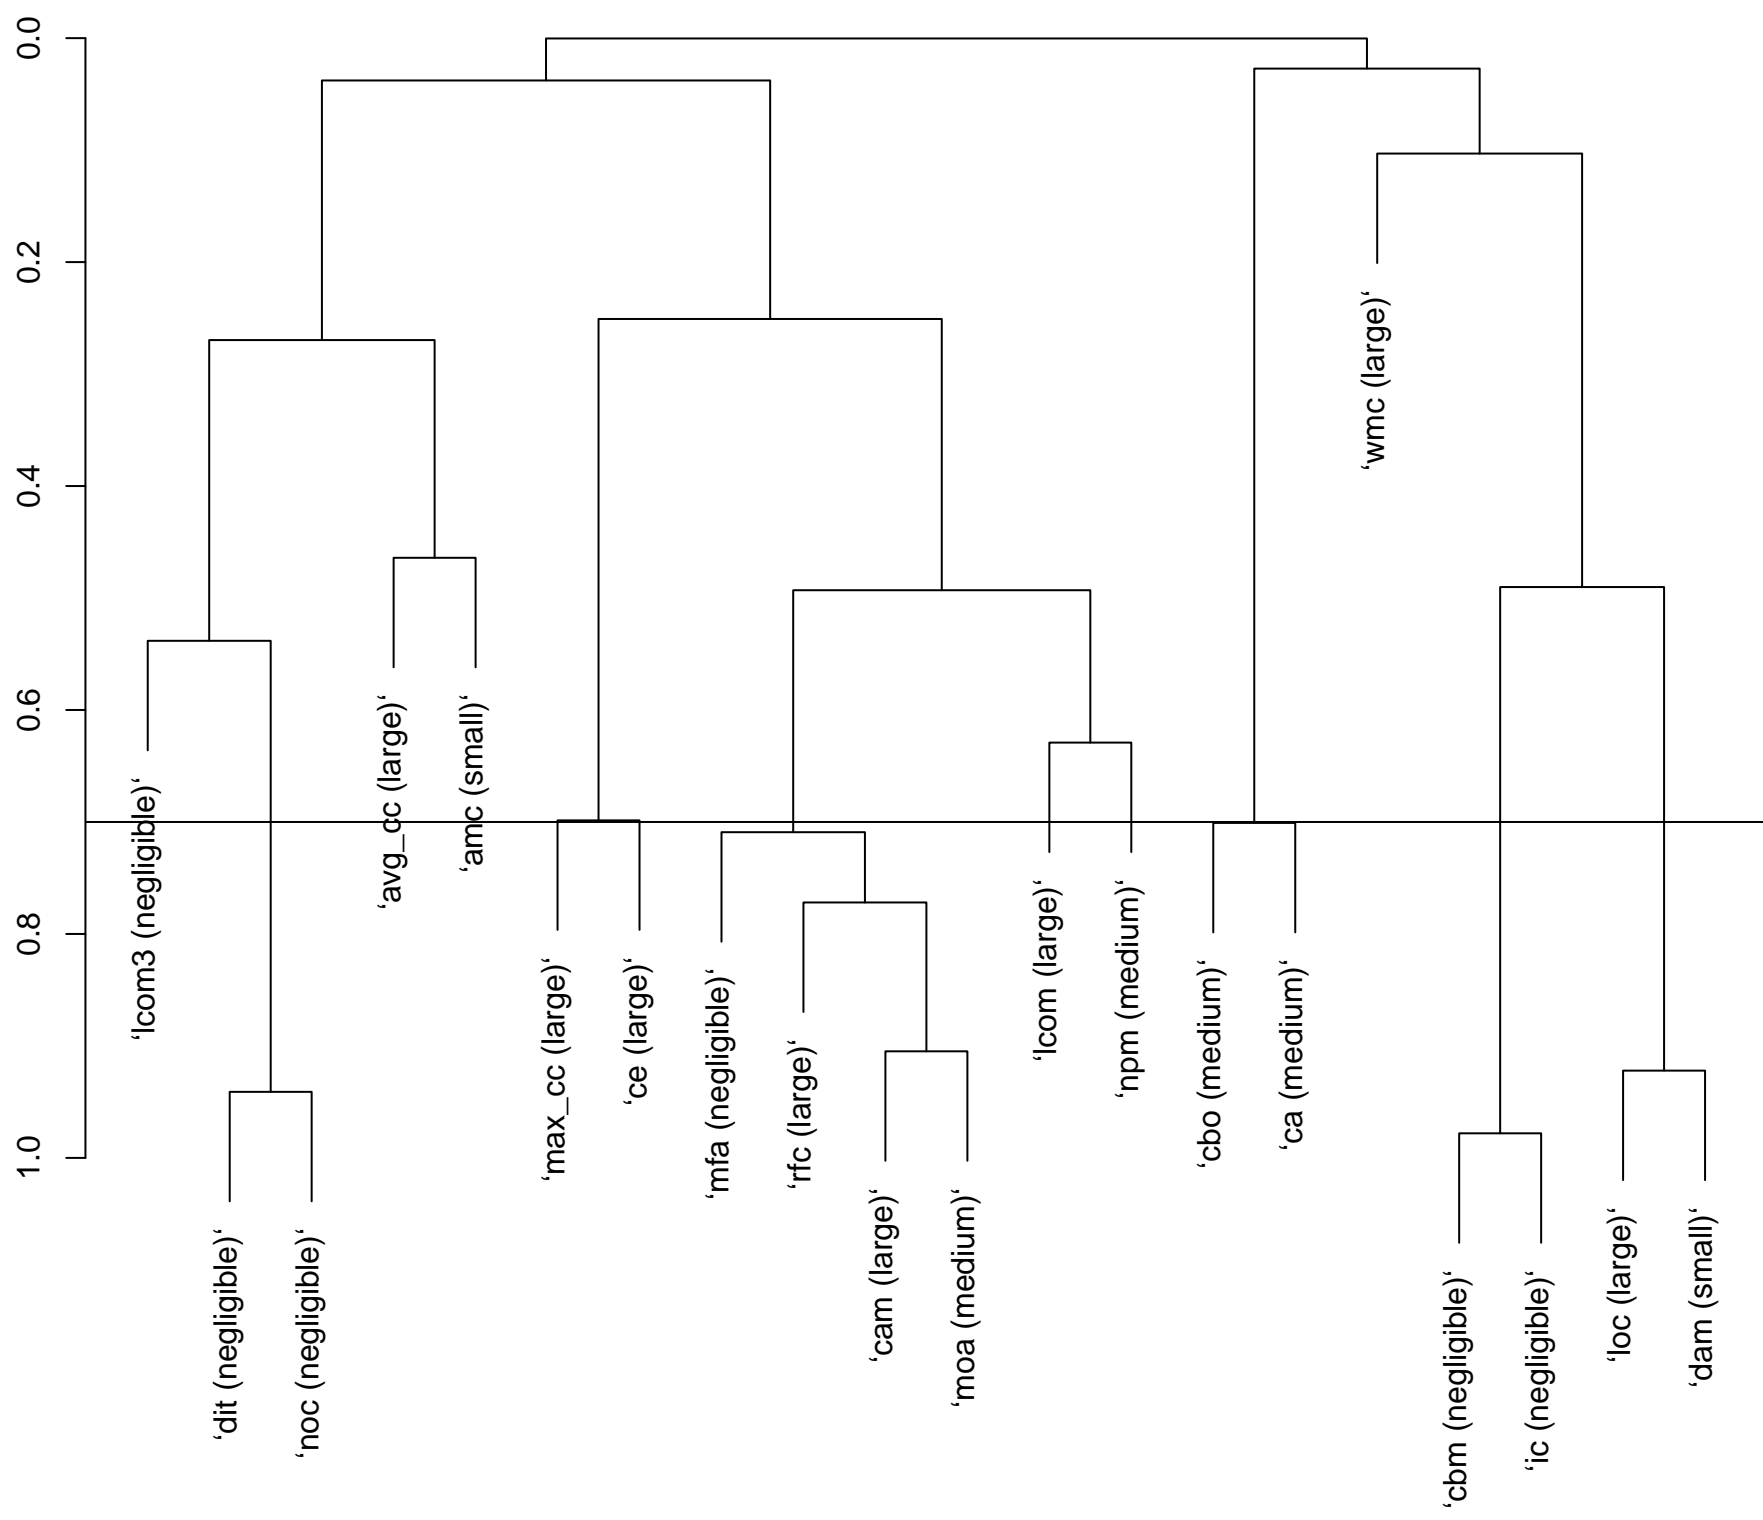 0.0
0.2
0.4
0.6
0.8
1.0
‘lcom3 (negligible)‘
‘dit (negligible)‘
‘noc (negligible)‘
‘avg_cc (large)‘
‘amc (small)‘
‘max_cc (large)‘
‘ce (large)‘
‘mfa (negligible)‘
‘rfc (large)‘
‘cam (large)‘
‘moa (medium)‘
‘lcom (large)‘
‘npm (medium)‘
‘cbo (medium)‘
‘ca (medium)‘
‘wmc (large)‘
‘cbm (negligible)‘
‘ic (negligible)‘
‘loc (large)‘
‘dam (small)‘